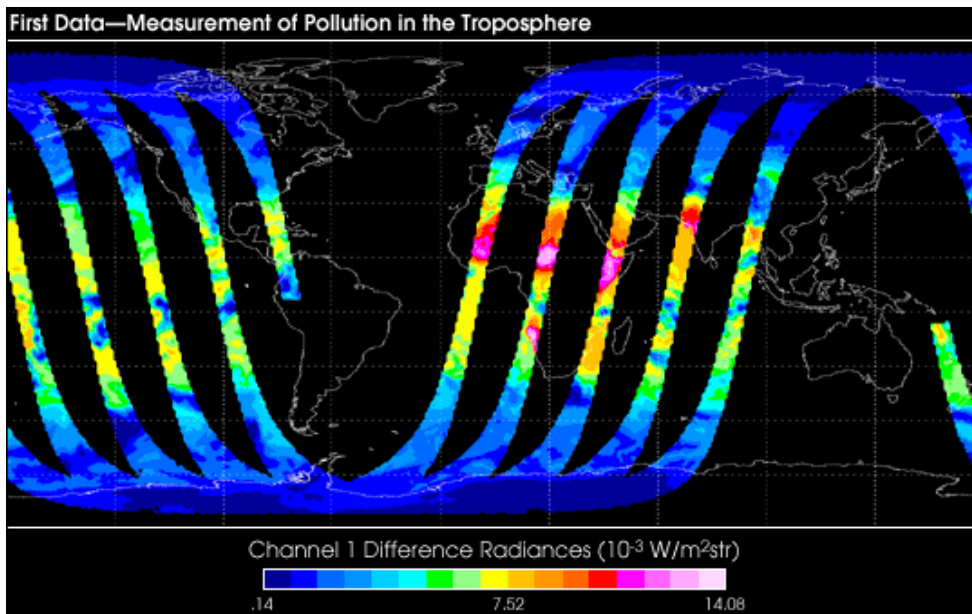 First Data—Measurement of Pollution in the Troposphere
Channel 1 Difference Radiances (10-3 W/m2str)
.14 7.52 14.08